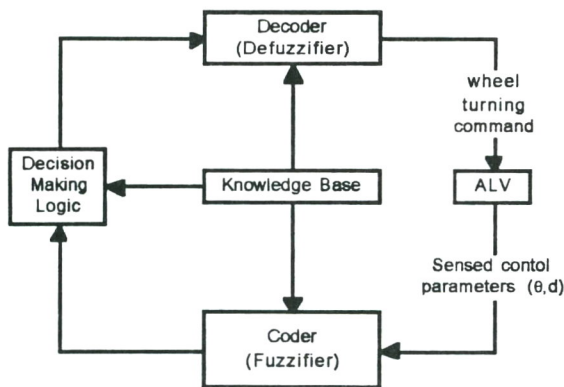 Decoder
(Defuzzifier)
wheel
turning
command
Decision
Making
Logic
Knowledge Base
ALV
Sensed contol
parameters (θ,d)
Coder
(Fuzzifier)